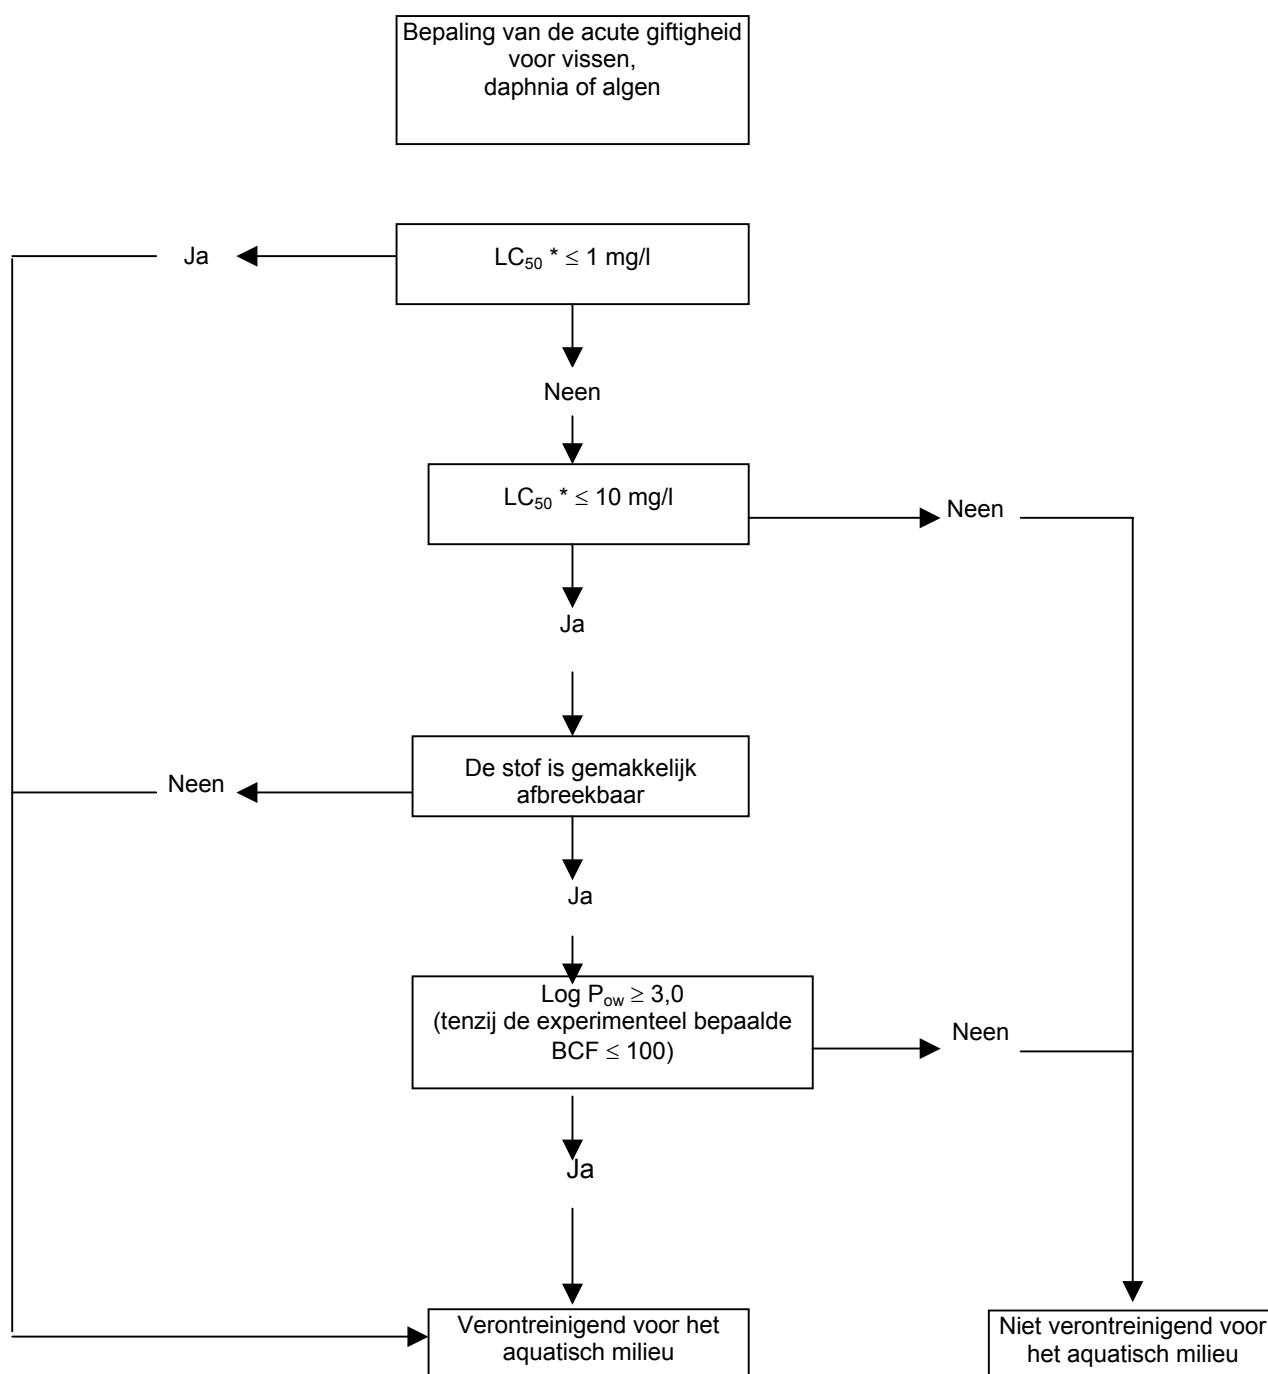 Bepaling van de acute giftigheid
voor vissen,
daphnia of algen
Ja
LC50 * ≤ 1 mg/l
Neen
LC50 * ≤ 10 mg/l
Neen
Ja
Neen
De stof is gemakkelijk
afbreekbaar
Ja
Log Pow ≥ 3,0
(tenzij de experimenteel bepaalde
BCF ≤ 100)
Neen
Ja
Verontreinigend voor het
aquatisch milieu
Niet verontreinigend voor
het aquatisch milieu